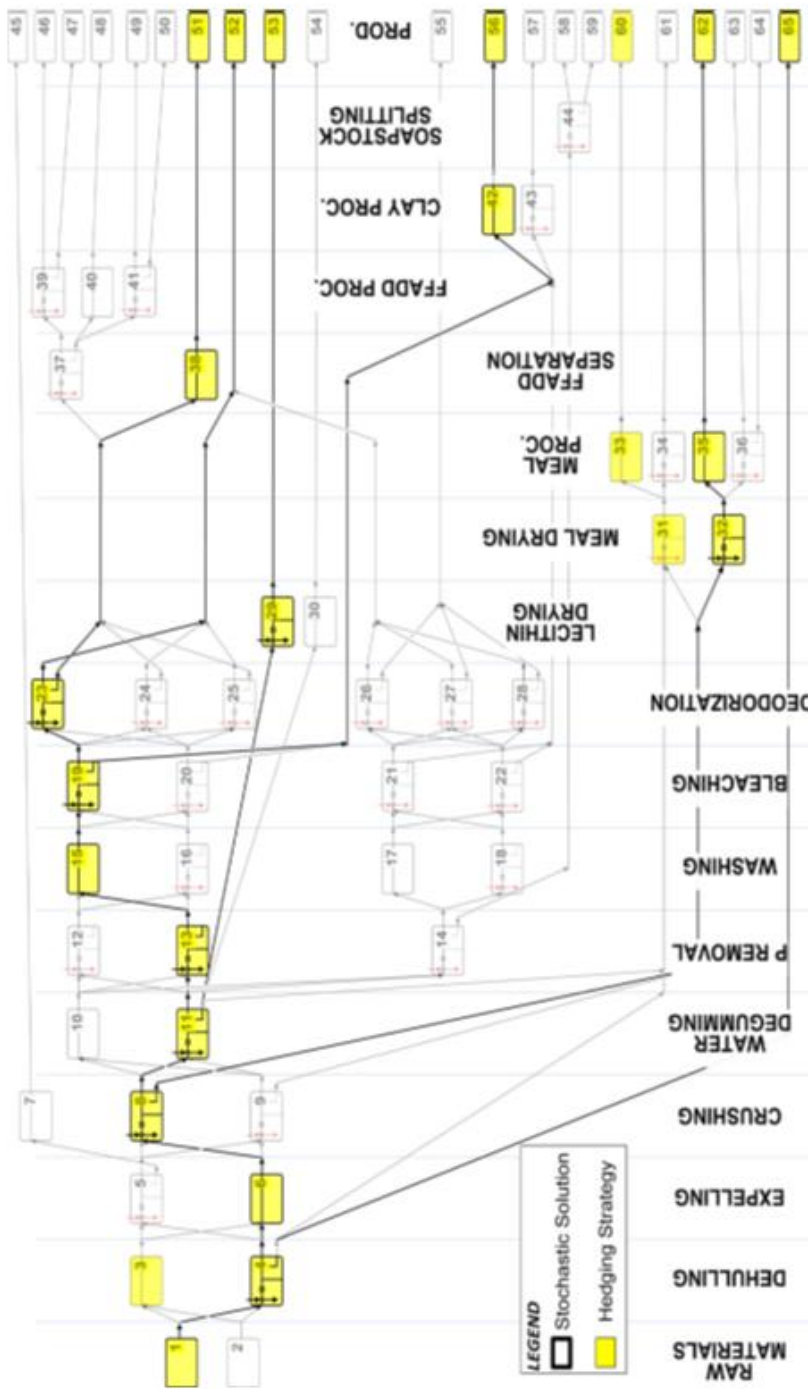 RAW
MATERIALS
DEHULLING
EXPELLING
CRUSHING
WATER
DEGUMMING
P REMOVAL
WASHING
BLEACHING
DEODORIZATION
LECITHIN
DRYING
MEAL DRYING
MEAL
PROC.
FFADD
SEPARATION
FFADD PROC.
CLAY PROC.
SOAPSTOCK
SPLITTING
PROD.
1
2
3
4
5
6
7
8
9
10
11
12
13
14
15
16
17
18
19
20
21
22
23
24
25
26
27
28
29
30
31
32
33
34
35
36
37
38
39
40
41
42
43
44
45
46
47
48
49
50
51
52
53
54
55
56
57
58
59
60
61
62
63
64
65
LEGEND
Stochastic Solution
Hedging Strategy